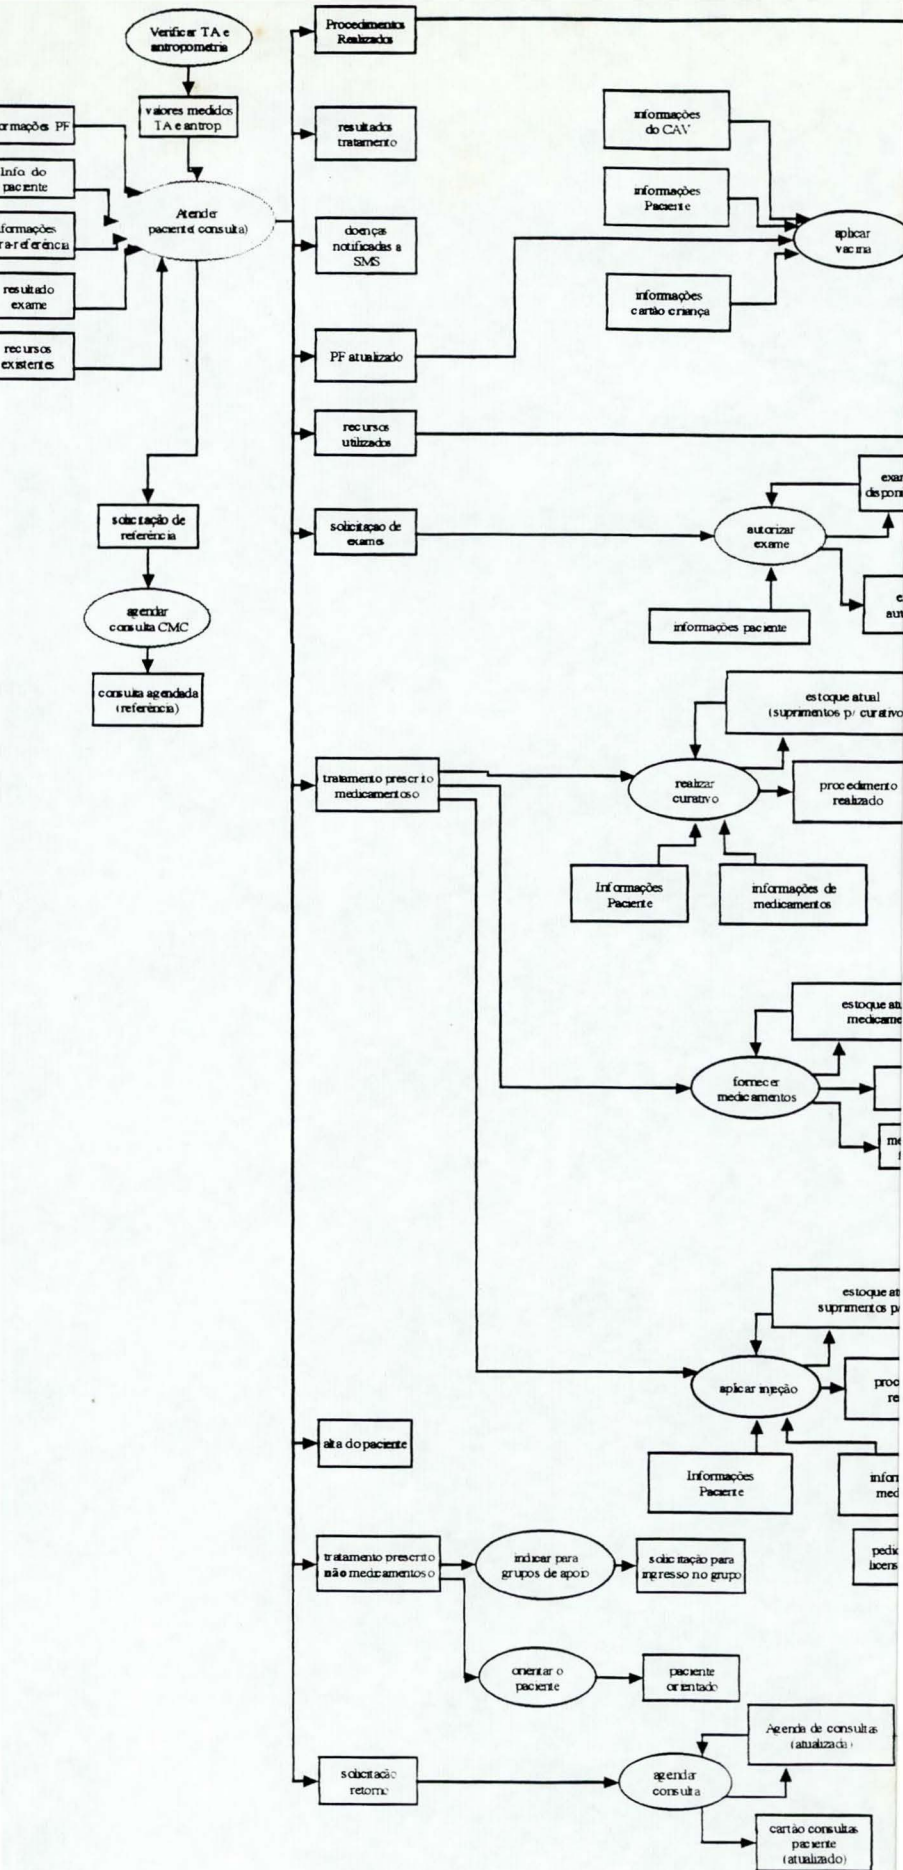 Verificar TA e
antropometria
valores medidos
TA e antrop.
PF
Info. do
paciente
resultado
exame
recursos
existentes
Atender
paciente(consulta)
solicitação de
referência
agendar
consulta CMC
consulta agendada
(referência)
Procedimentos
Realizados
resultados
tratamento
doenças
notificadas a
SMS
PF atualizado
recursos
utilizados
solicitaçao de
exames
tratamento prescrito
medicamentoso
alta do paciente
tratamento prescrito
não medicamentoso
solicitação
retorno
informações
do CAV
informações
Paciente
informações
cartão criança
aplicar
vacina
autorizar
exame
informações paciente
estoque atual
(suprimentos p/ curativo
realizar
curativo
procedimento
realizado
Informações
Paciente
informações de
medicamentos
estoque
fornecer
medicamentos
estoque
suprimentos p/
aplicar injeção
Informações
Paciente
indicar para
grupos de apoio
solicitação para
ingresso no grupo
orientar o
paciente
paciente
orientado
Agenda de consultas
(atualizada)
agendar
consulta
cartão consultas
paciente
(atualizado)